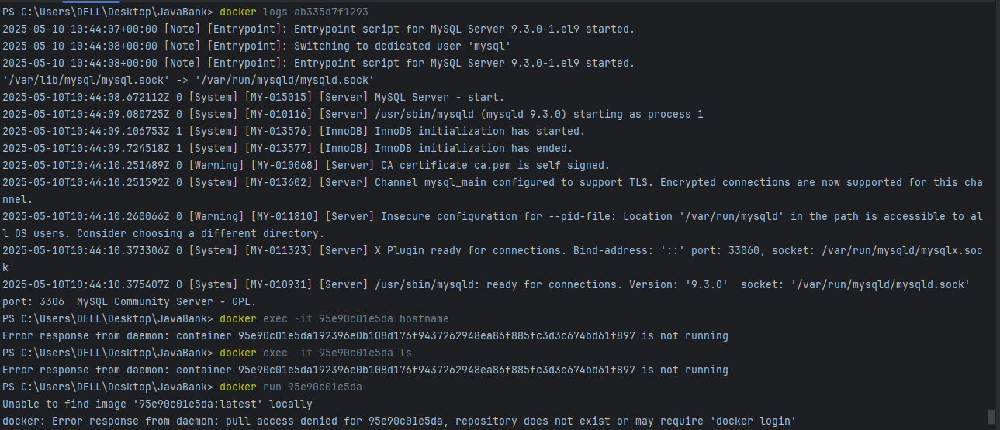 PS C:\Users\DELL\Desktop\JavaBank> docker logs ab335d7f1293
2025-05-10 10:44:07+00:00 [Note] [Entrypoint]: Entrypoint script for MySQL Server 9.3.0-1.el9 started.
2025-05-10 10:44:08+00:00 [Note] [Entrypoint]: Switching to dedicated user 'mysql'
2025-05-10 10:44:08+00:00 [Note] [Entrypoint]: Entrypoint script for MySQL Server 9.3.0-1.el9 started.
'/var/lib/mysql/mysql.sock' -> '/var/run/mysqld/mysqld.sock'
2025-05-10T10:44:08.672112Z 0 [System] [MY-015015] [Server] MySQL Server - start.
2025-05-10T10:44:09.080725Z 0 [System] [MY-010116] [Server] /usr/sbin/mysqld (mysqld 9.3.0) starting as process 1
2025-05-10T10:44:09.106753Z 1 [System] [MY-013576] [InnoDB] InnoDB initialization has started.
2025-05-10T10:44:09.724518Z 1 [System] [MY-013577] [InnoDB] InnoDB initialization has ended.
2025-05-10T10:44:10.251489Z 0 [Warning] [MY-010068] [Server] CA certificate ca.pem is self signed.
2025-05-10T10:44:10.251592Z 0 [System] [MY-013602] [Server] Channel mysql_main configured to support TLS. Encrypted connections are now supported for this cha
nnel.
2025-05-10T10:44:10.260066Z 0 [Warning] [MY-011810] [Server] Insecure configuration for --pid-file: Location '/var/run/mysqld' in the path is accessible to al
l OS users. Consider choosing a different directory.
2025-05-10T10:44:10.373306Z 0 [System] [MY-011323] [Server] X Plugin ready for connections. Bind-address: '::' port: 33060, socket: /var/run/mysqld/mysqlx.soc
k
2025-05-10T10:44:10.375407Z 0 [System] [MY-010931] [Server] /usr/sbin/mysqld: ready for connections. Version: '9.3.0'  socket: '/var/run/mysqld/mysqld.sock'
port: 3306  MySQL Community Server - GPL.
PS C:\Users\DELL\Desktop\JavaBank> docker exec -it 95e90c01e5da hostname
Error response from daemon: container 95e90c01e5da192396e0b108d176f9437262948ea86f885fc3d3c674bd61f897 is not running
PS C:\Users\DELL\Desktop\JavaBank> docker exec -it 95e90c01e5da ls
Error response from daemon: container 95e90c01e5da192396e0b108d176f9437262948ea86f885fc3d3c674bd61f897 is not running
PS C:\Users\DELL\Desktop\JavaBank> docker run 95e90c01e5da
Unable to find image '95e90c01e5da:latest' locally
docker: Error response from daemon: pull access denied for 95e90c01e5da, repository does not exist or may require 'docker login'